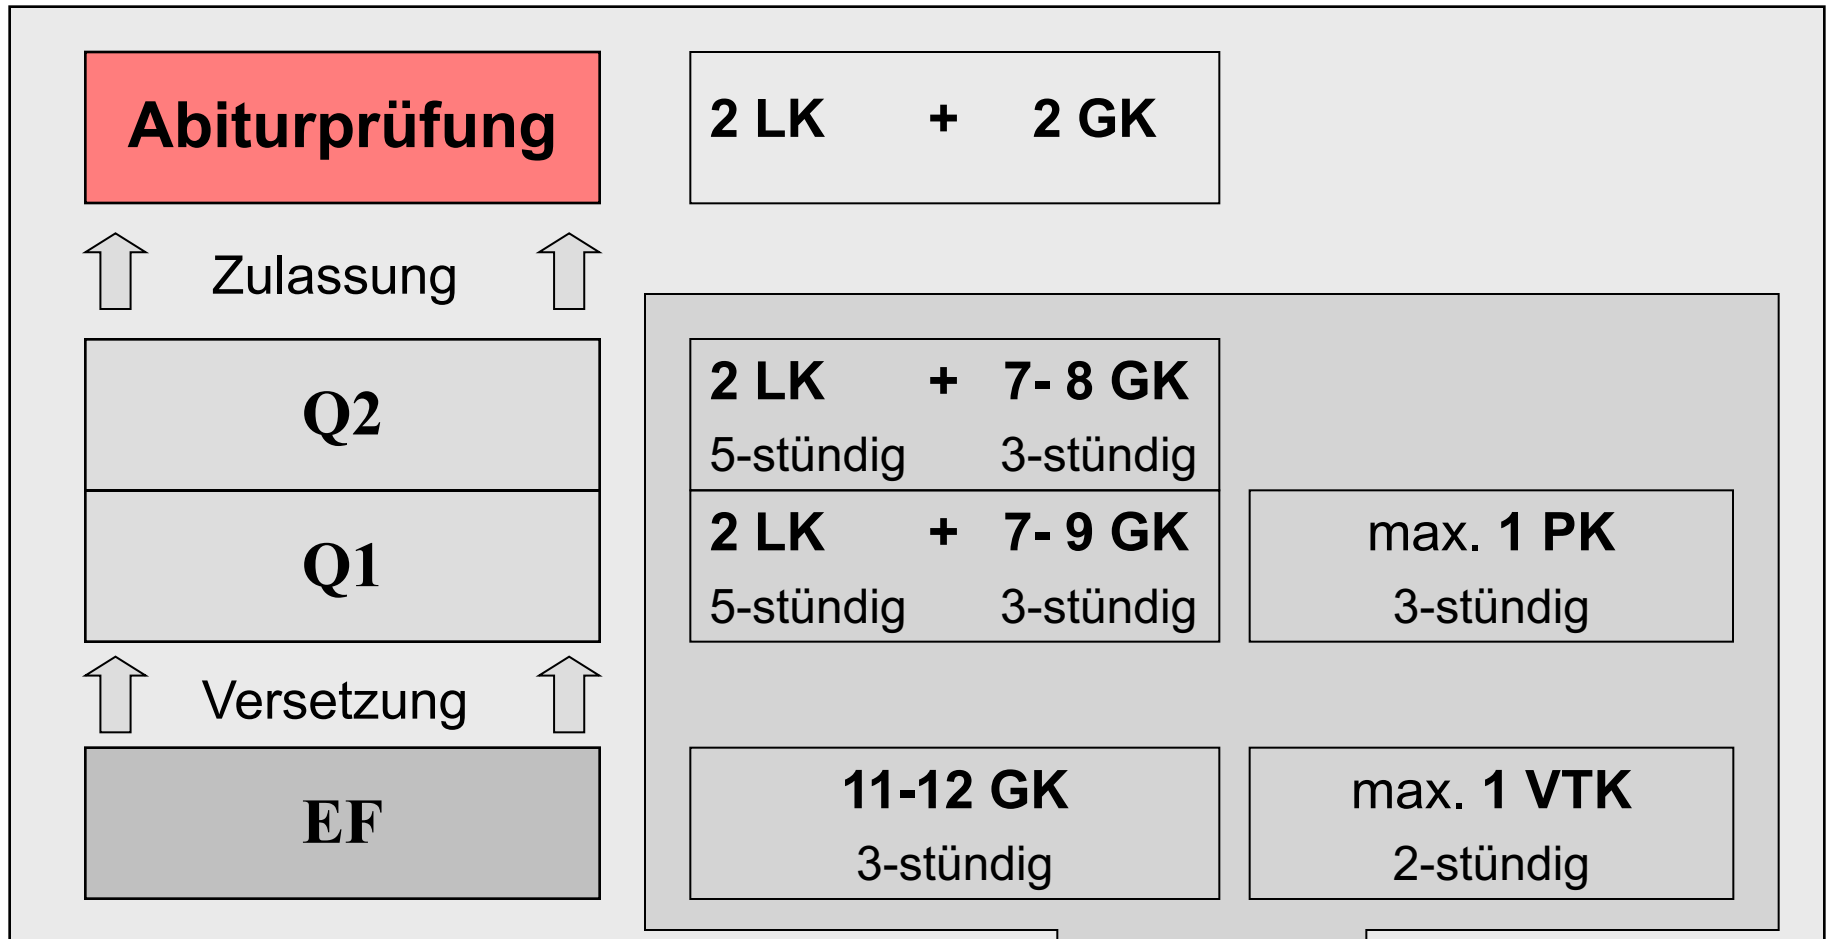 Abiturprüfung
2 LK + 2 GK
Zulassung
Q2
2 LK + 7- 8 GK
5-stündig 3-stündig
Q1
2 LK + 7- 9 GK
5-stündig 3-stündig
max. 1 PK
3-stündig
Versetzung
EF
11-12 GK
3-stündig
max. 1 VTK
2-stündig